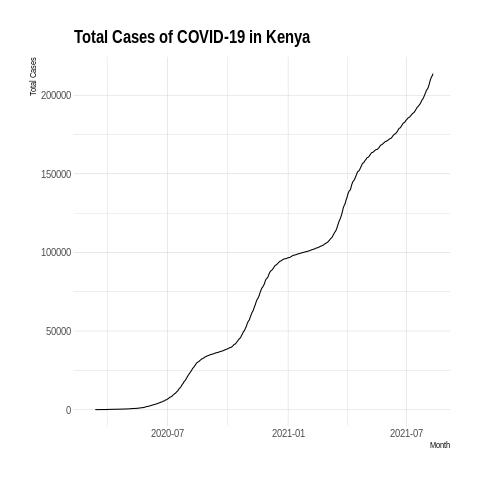 Total Cases of COVID-19 in Kenya
Total Cases
200000
150000
100000
50000
0
2020-07 2021-01 2021-07
Month